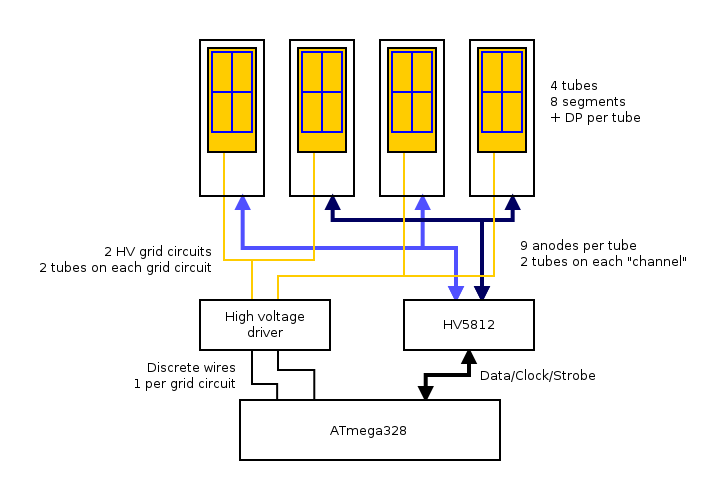 4 tubes
8 segments
+ DP per tube
2 HV grid circuits
2 tubes on each grid circuit
9 anodes per tube
2 tubes on each "channel"
High voltage
driver
HV5812
Discrete wires
1 per grid circuit
Data/Clock/Strobe
ATmega328